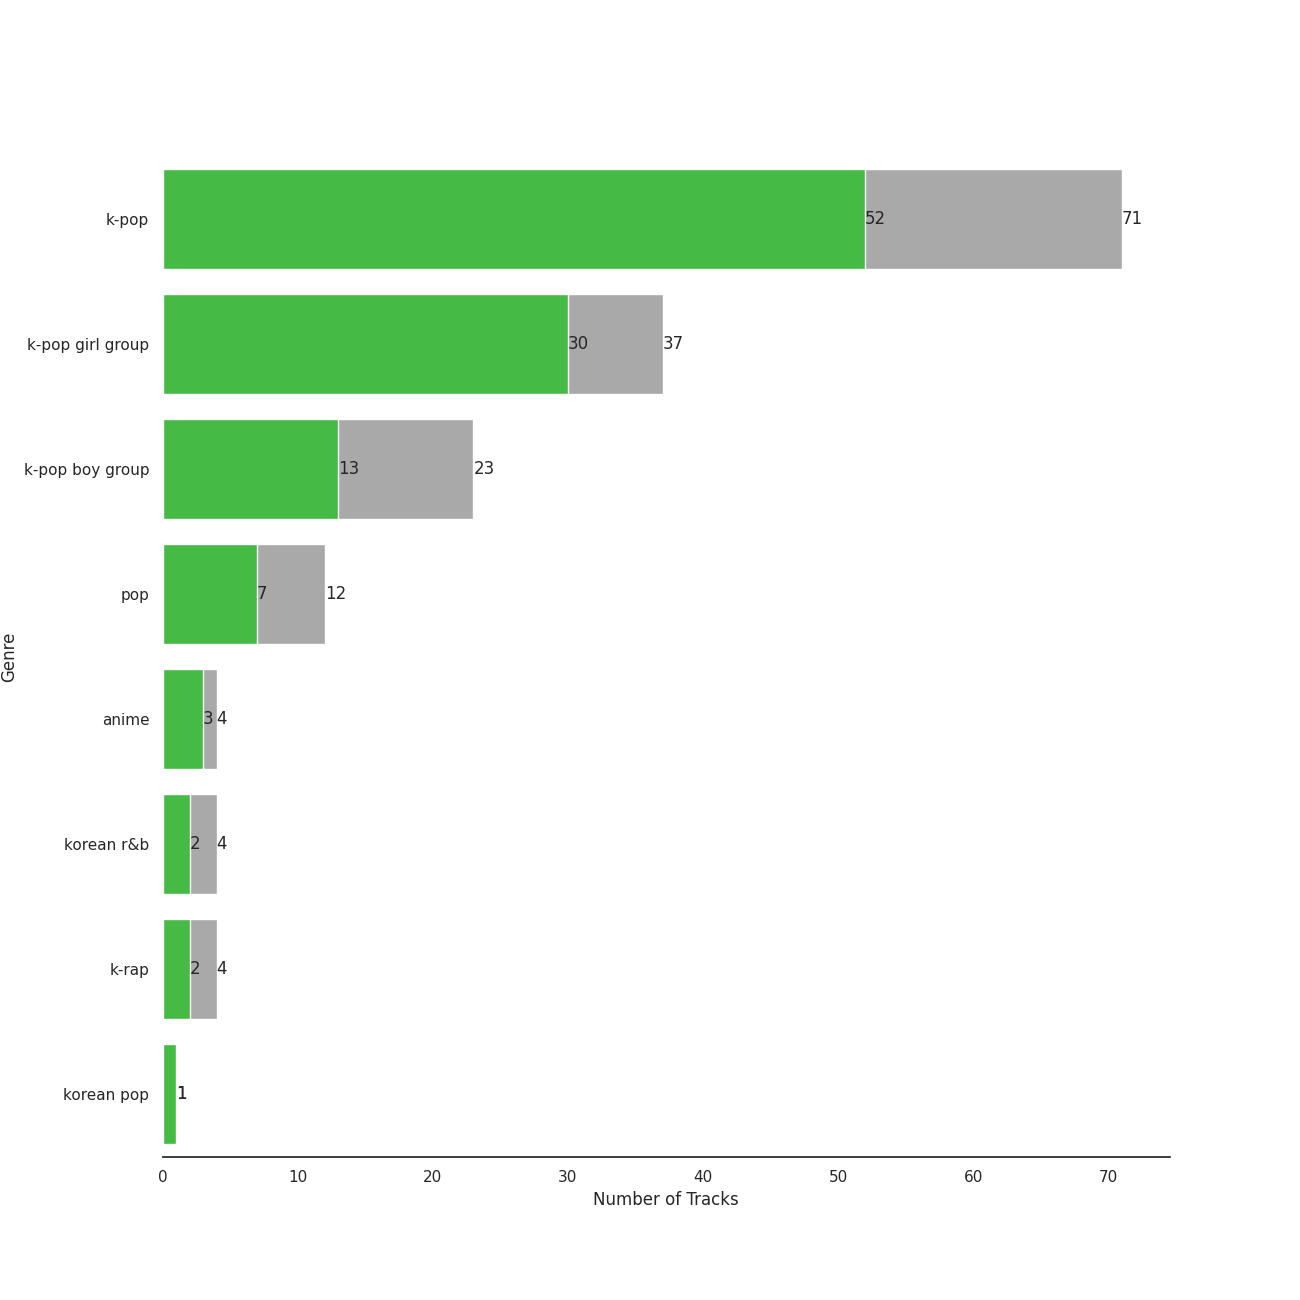 k-pop 52 71
k-pop girl group 30 37
k-pop boy group 13 23
pop 7 12
Genre
anime 3 4
korean r&b 2 4
k-rap 2 4
korean pop 1
0 10 20 30 40 50 60 70
Number of Tracks